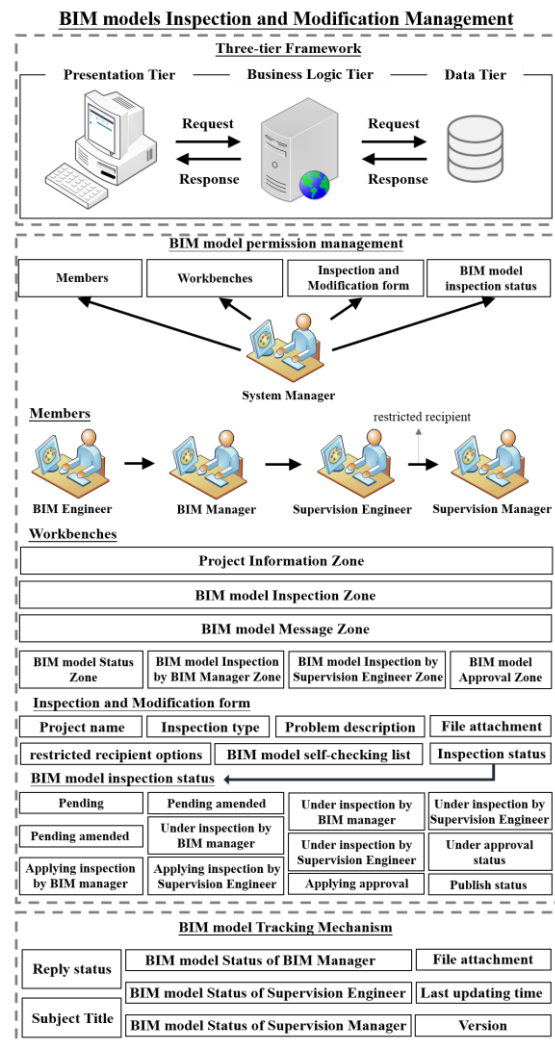 BIM models Inspection and Modification Management
Three-tier Framework
Presentation Tier
Business Logic Tier
Data Tier
Request
Request
Response
Response
BIM model permission management
Members
Workbenches
Inspection and
Modification form
BIM model
inspection status
System Manager
Members
restricted recipient
BIM Engineer
BIM Manager
Supervision Engineer
Supervision Manager
Workbenches
Project Information Zone
BIM model Inspection Zone
BIM model Message Zone
BIM model Status
Zone
BIM model Inspection
by BIM Manager Zone
BIM model Inspection by
Supervision Engineer Zone
BIM model
Approval Zone
Inspection and Modification form
Project name
Inspection type
Problem description
File attachment
restricted recipient options
BIM model self-checking list
Inspection status
BIM model inspection status
Pending
Pending amended
Applying inspection
by BIM manager
Pending amended
Under inspection by
BIM manager
Applying inspection by
Supervision Engineer
Under inspection by
BIM manager
Under inspection by
Supervision Engineer
Applying approval
Under inspection by
Supervision Engineer
Under approval
status
Publish status
BIM model Tracking Mechanism
Reply status
Subject Title
BIM model Status of BIM Manager
BIM model Status of Supervision Engineer
BIM model Status of Supervision Manager
File attachment
Last updating time
Version